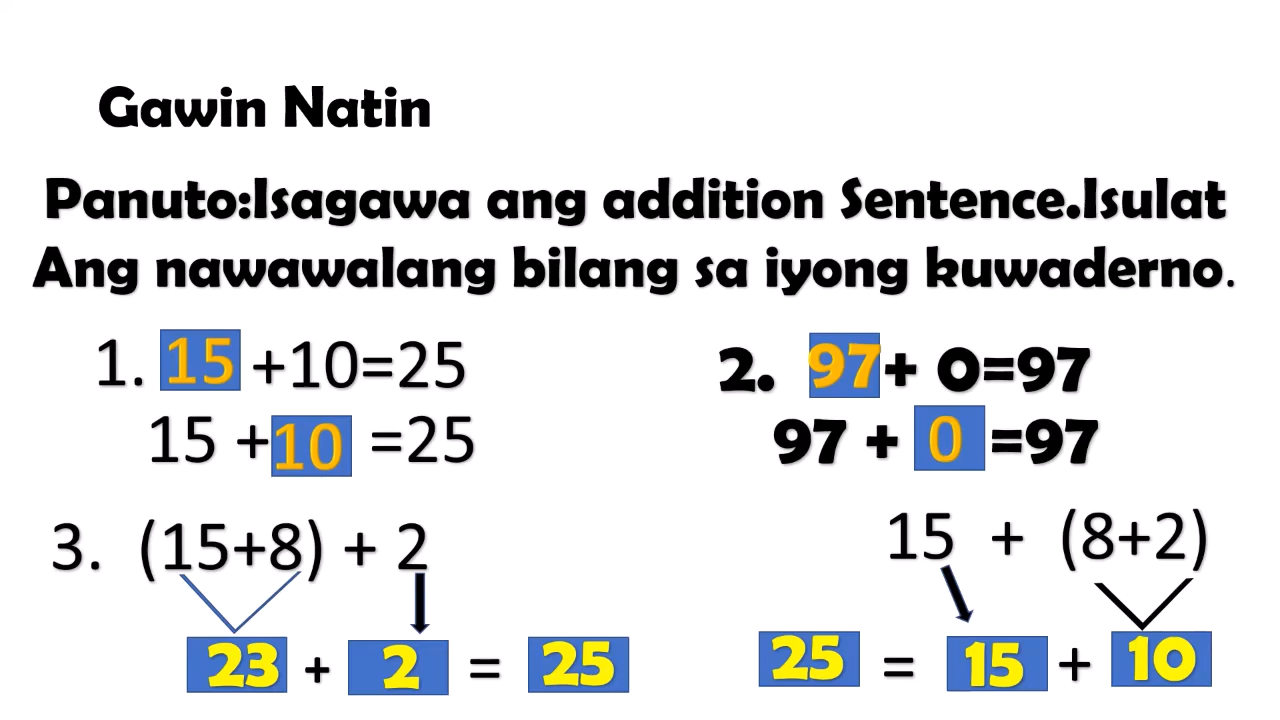 Gawin Natin
Panuto:Isagawa ang addition Sentence.Isulat
Ang nawawalang bilang sa iyong kuwaderno.
1. 15 +10=25
15 +10 =25
2. 97+ 0=97
97 + 0 =97
3. (15+8) + 2
23 + 2 = 25
15 + (8+2)
25 = 15 + 10